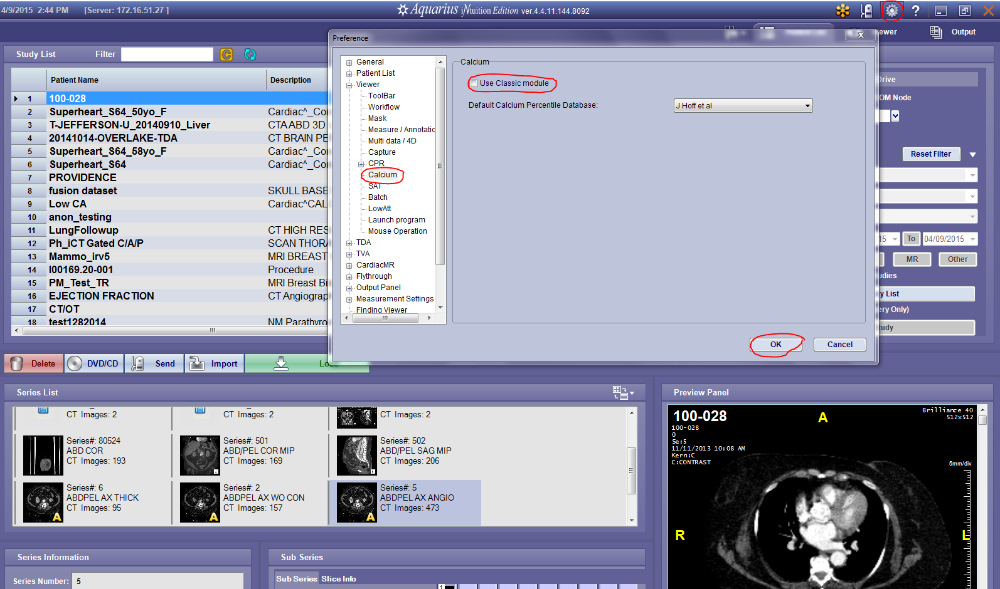 4/9/2015  2:44 PM    [Server: 172.16.51.27 ]
Aquarius iNtuition Edition ver.4.4.11.144.8092
?
ewer
Output
Study List
Filter
C
Patient Name
Description
1 100-028
2 Superheart_S64_50yo_F Cardiac^_Co
3 T-JEFFERSON-U_20140910_Liver CTA ABD 3D
4 20141014-OVERLAKE-TDA CT BRAIN PE
5 Superheart_S64_58yo_F Cardiac^_Co
6 Superheart_S64 Cardiac^_Co
7 PROVIDENCE
8 fusion dataset SKULL BASE
9 Low CA Cardiac^CAL
10 anon_testing
11 LungFollowup CT HIGH RES
12 Ph_iCT Gated C/A/P SCAN THORA
13 Mammo_irv5 MRI BREAST
14 I00169.20-001 Procedure
15 PM_Test_TR MRI Breast Bi
16 EJECTION FRACTION CT Angiograp
17 CT/OT
18 test1282014 NM Parathyro
Preference
General
Patient List
Viewer
ToolBar
Workflow
Mask
Measure / Annotatic
Multi data / 4D
Capture
CPR
Calcium
SAT
Batch
LowAtt
Launch program
Mouse Operation
TDA
TVA
CardiacMR
Flythrough
Output Panel
Measurement Settings
Finding Viewer
Calcium
Use Classic module
Default Calcium Percentile Database:
J Hoff et al
OK
Cancel
Drive
OM Node
Reset Filter
15
To
04/09/2015
MR
Other
udies
y List
ery Only)
tudy
Delete
DVD/CD
Send
Import
Loa
Series List
CT Images: 2
CT Images: 2
CT Images: 2
Series#: 80524
ABD COR
CT Images: 193
Series#: 501
ABD/PEL COR MIP
CT Images: 169
Series#: 502
ABD/PEL SAG MIP
CT Images: 206
A
Series#: 6
ABDPEL AX THICK
CT Images: 95
A
Series#: 2
ABDPEL AX WO CON
CT Images: 157
A
Series#: 5
ABDPEL AX ANGIO
CT Images: 473
Preview Panel
100-028
100-028
0
Se:5
11/11/2013 10:08 AM
Kern:C
C:CONTRAST
A
Brilliance 40
512x512
5mm/div
R
L
Series Information
Series Number: 5
Sub Series
Sub Series
Slice Info
1